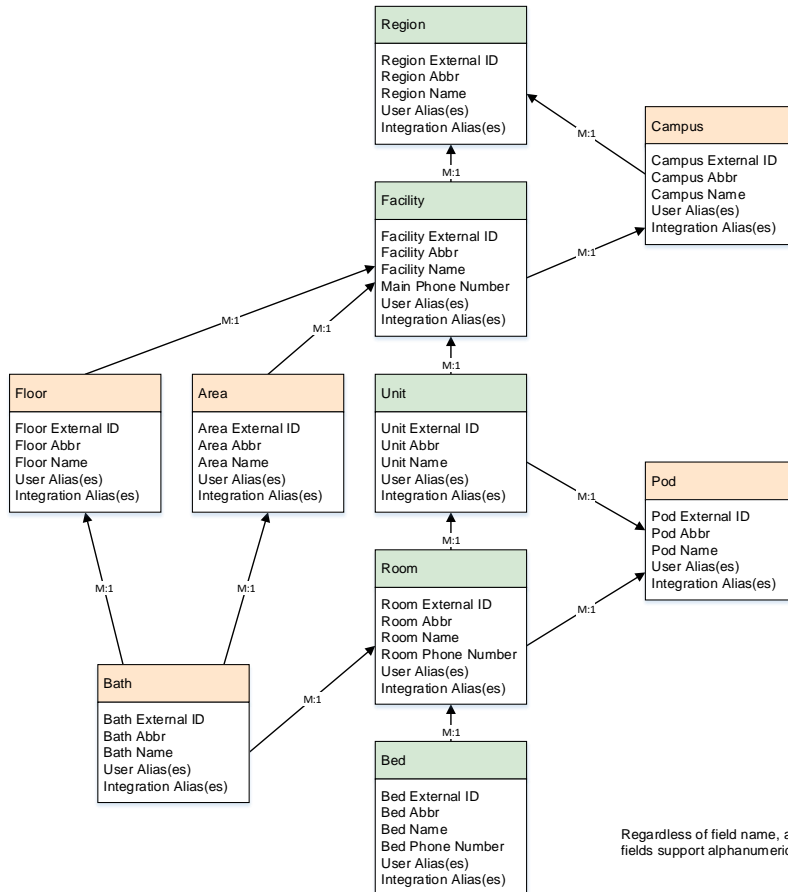 Region
Region External ID
Region Abbr
Region Name
User Alias(es)
Integration Alias(es)
M:1
M:1
Campus
Campus External ID
Campus Abbr
Campus Name
User Alias(es)
Integration Alias(es)
Facility
Facility External ID
Facility Abbr
Facility Name
Main Phone Number
User Alias(es)
Integration Alias(es)
M:1
M:1
M:1
M:1
Floor
Floor External ID
Floor Abbr
Floor Name
User Alias(es)
Integration Alias(es)
Area
Area External ID
Area Abbr
Area Name
User Alias(es)
Integration Alias(es)
Unit
Unit External ID
Unit Abbr
Unit Name
User Alias(es)
Integration Alias(es)
M:1
M:1
Pod
Pod External ID
Pod Abbr
Pod Name
User Alias(es)
Integration Alias(es)
M:1
M:1
Room
Room External ID
Room Abbr
Room Name
Room Phone Number
User Alias(es)
Integration Alias(es)
M:1
Bath
Bath External ID
Bath Abbr
Bath Name
User Alias(es)
Integration Alias(es)
M:1
M:1
Bed
Bed External ID
Bed Abbr
Bed Name
Bed Phone Number
User Alias(es)
Integration Alias(es)
Regardless of field name,
fields support